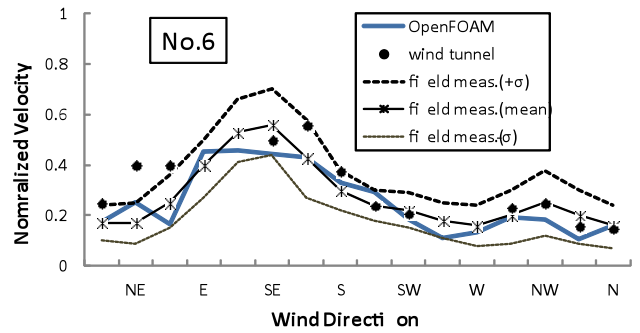 No.6
OpenFOAM
wind tunnel
fi eld meas.(+σ)
fi eld meas.(mean)
fi eld meas.(-σ)
Nomralized Velocity
1
0.8
0.6
0.4
0.2
0
NE E SE S SW W NW N
Wind Directi on